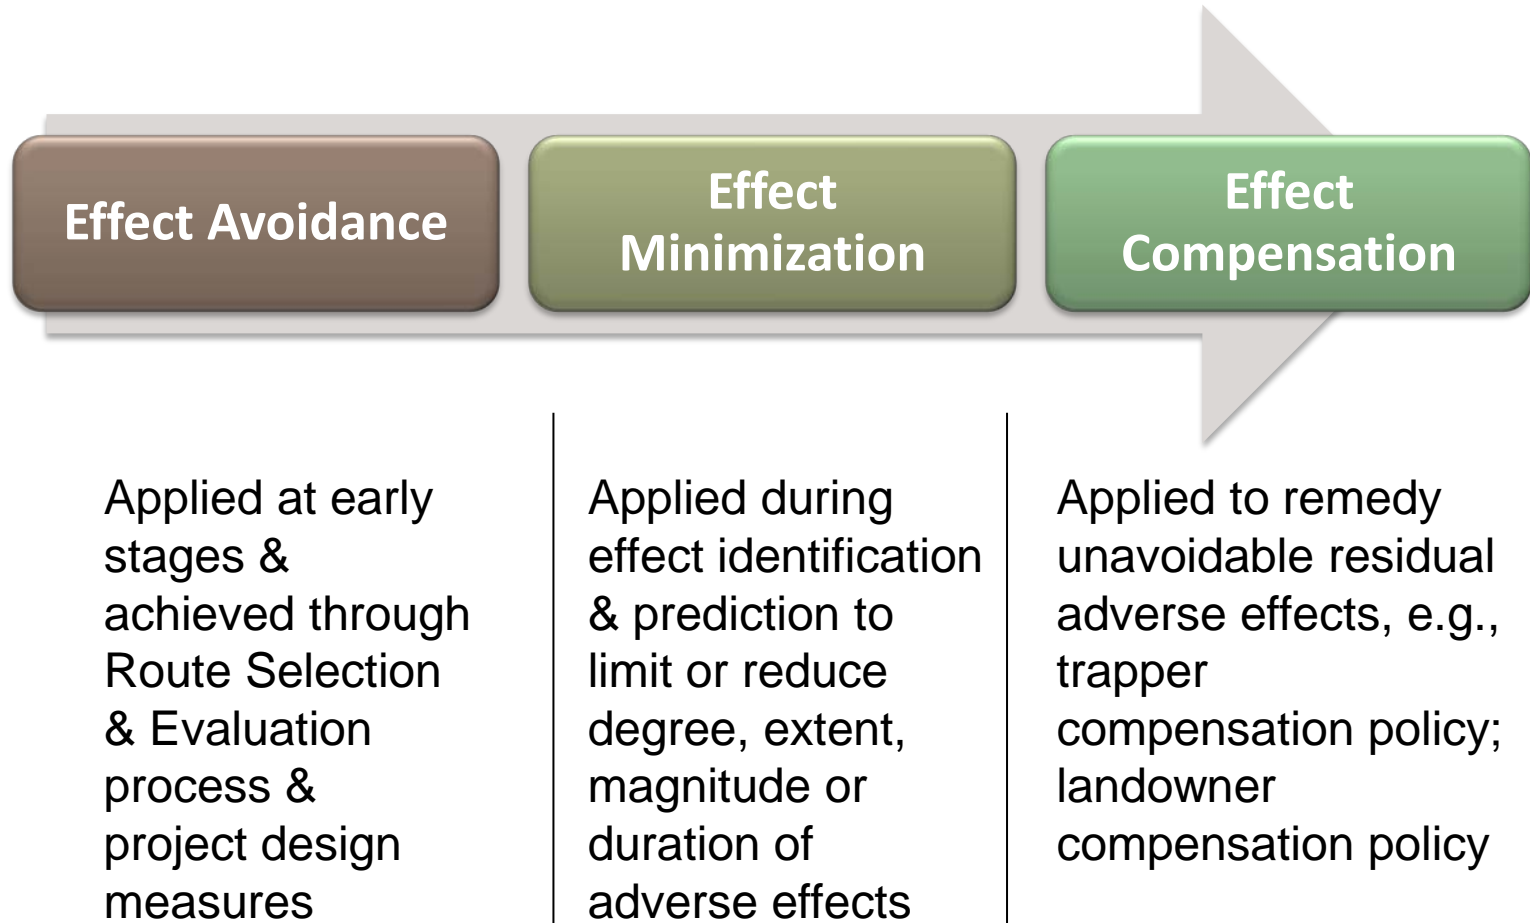 Effect Avoidance
Effect
Minimization
Effect
Compensation
Applied at early
stages &
achieved through
Route Selection
& Evaluation
process &
project design
measures
Applied during
effect identification
& prediction to
limit or reduce
degree, extent,
magnitude or
duration of
adverse effects
Applied to remedy
unavoidable residual
adverse effects, e.g.,
trapper
compensation policy;
landowner
compensation policy